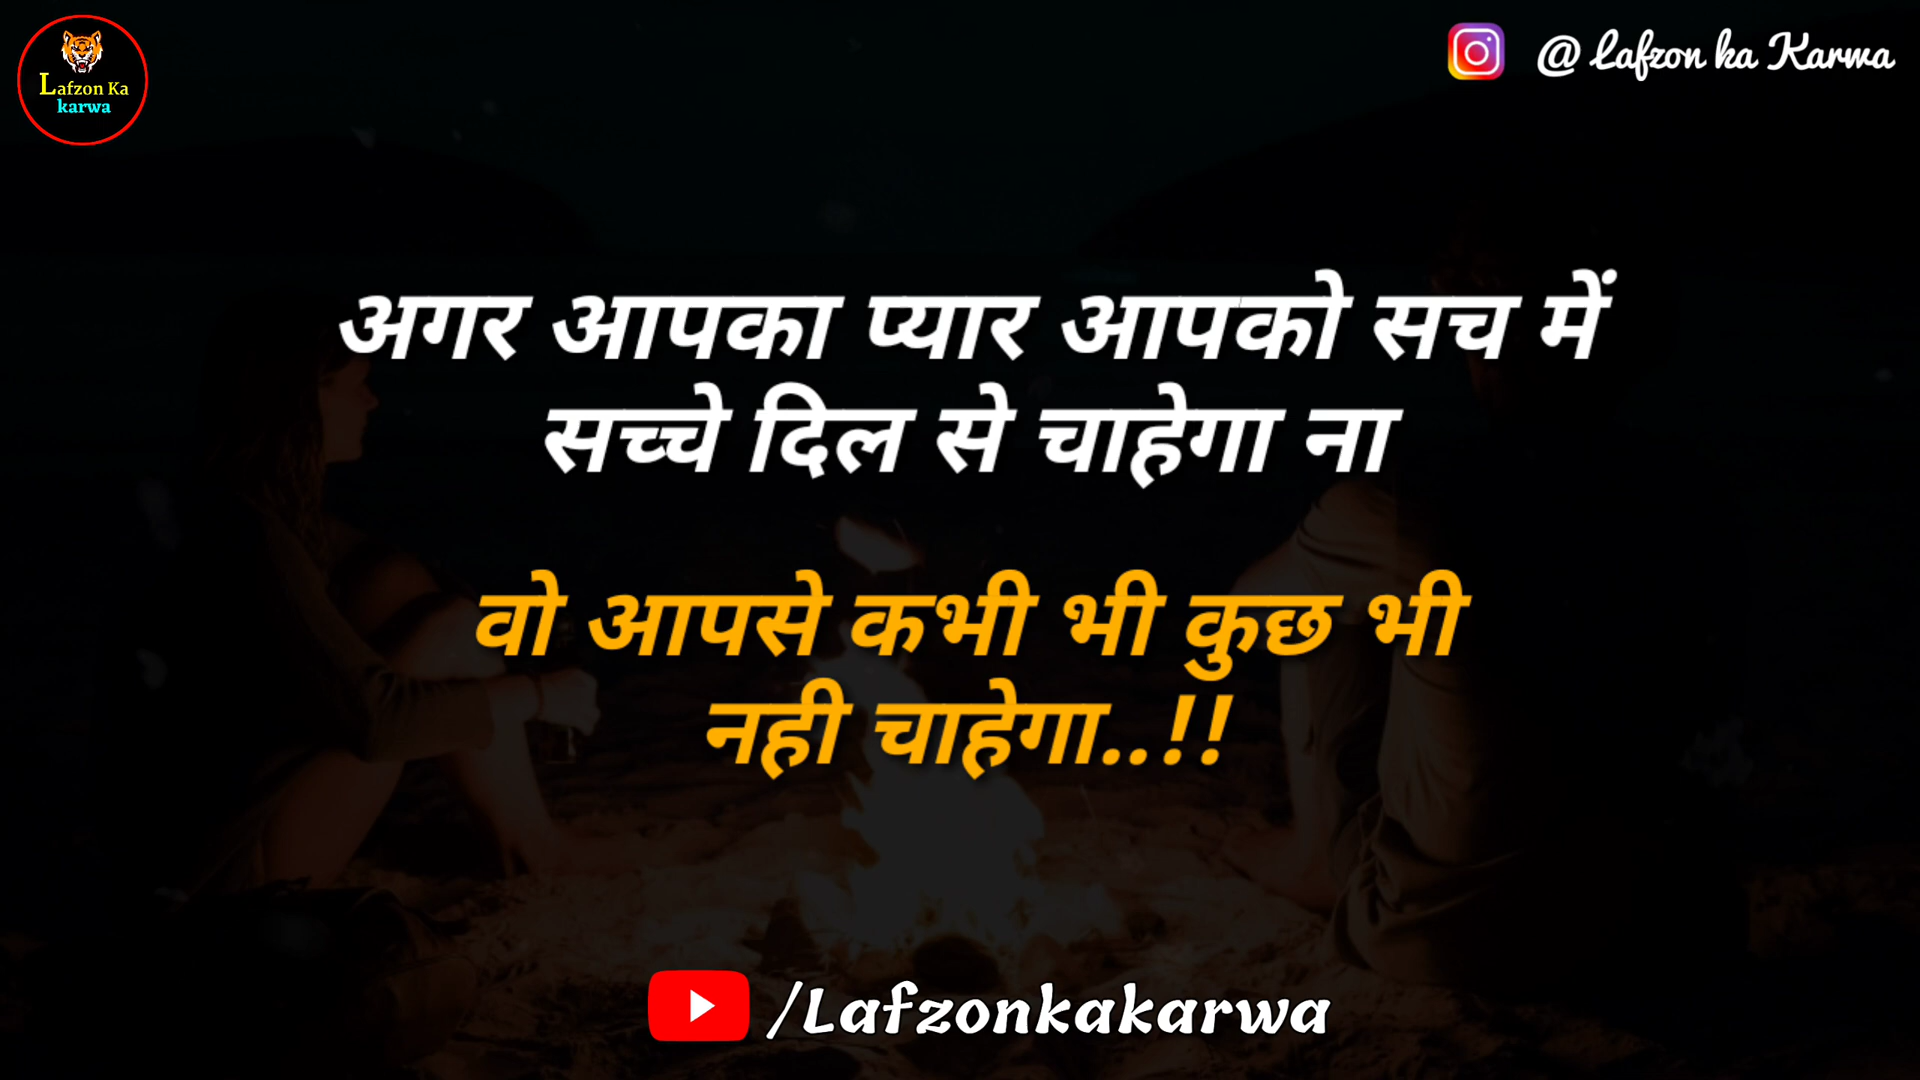 Lafzon Ka
karwa
@ Lafzon ka Karwa
अगर आपका प्यार आपको सच में
सच्चे दिल से चाहेगा ना
वो आपसे कभी भी कुछ भी
नही चाहेगा..!!
/Lafzonkakarwa